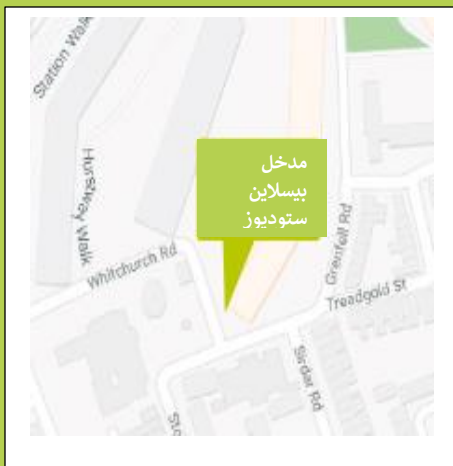 Station Walk
Hurstway Walk
مدخل
بيسلاين
ستوديوز
Whitchurch Rd
Grenfell Rd
Treadgold St
Sirdar Rd